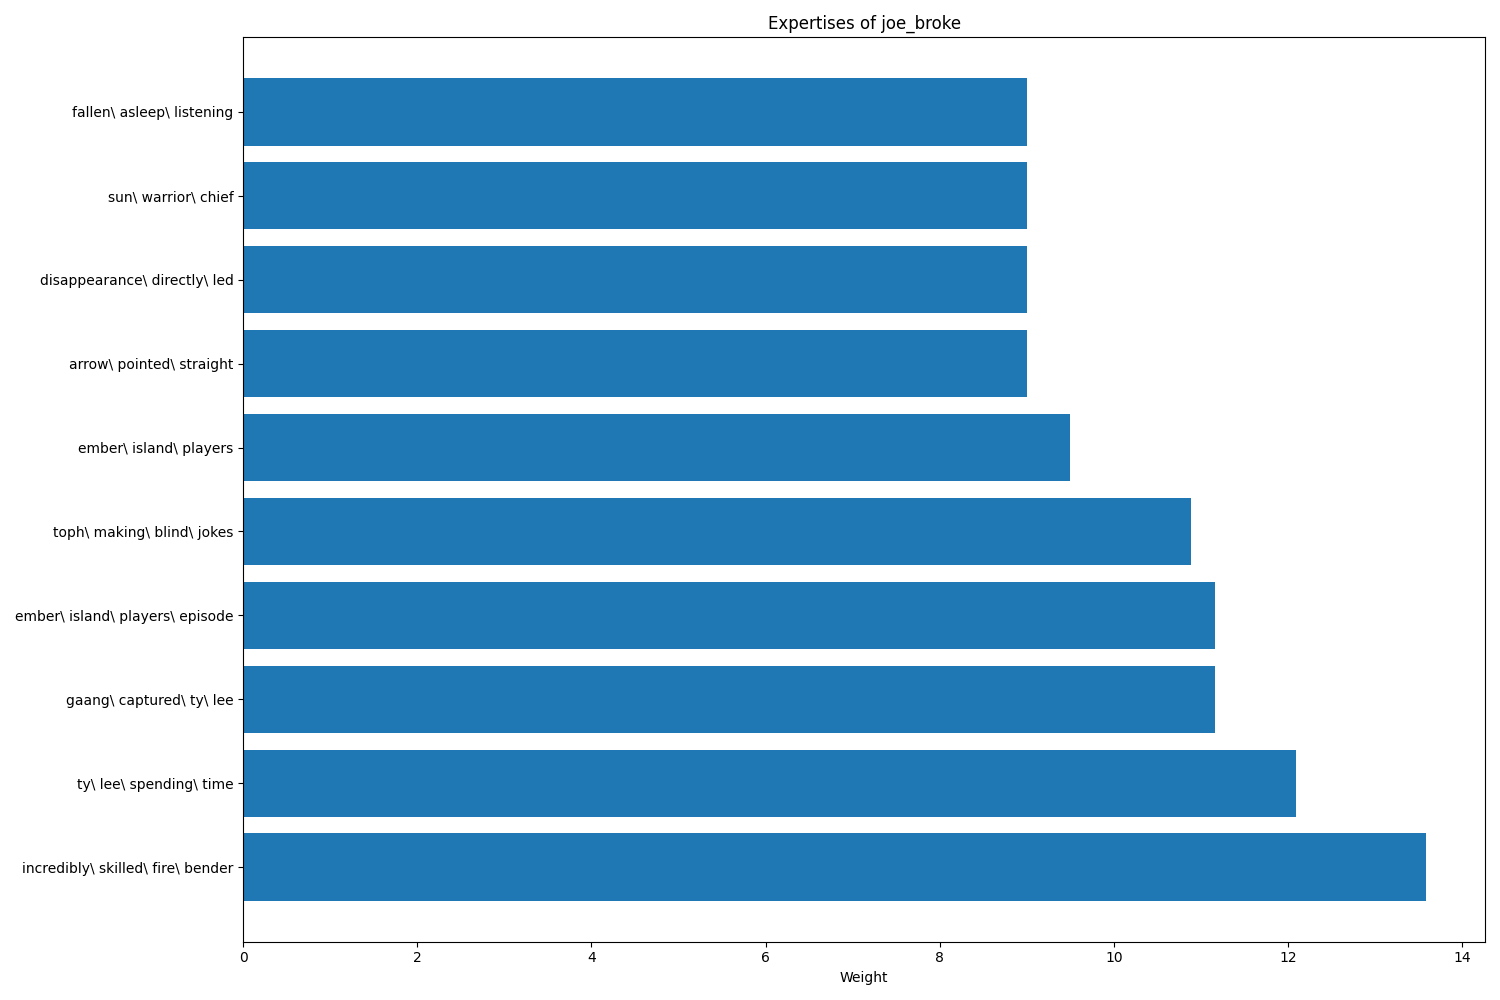 Expertises of joe_broke
fallen\ asleep\ listening
sun\ warrior\ chief
disappearance\ directly\ led
arrow\ pointed\ straight
ember\ island\ players
toph\ making\ blind\ jokes
ember\ island\ players\ episode
gaang\ captured\ ty\ lee
ty\ lee\ spending\ time
incredibly\ skilled\ fire\ bender
0 2 4 6 8 10 12 14
Weight